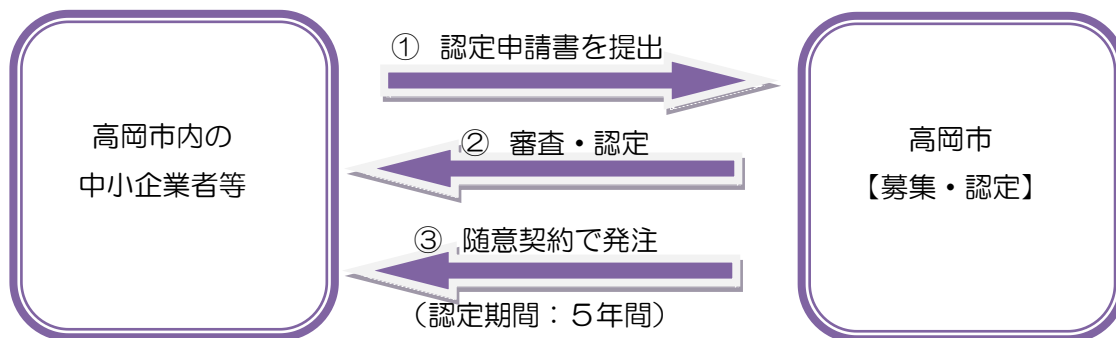 ① 認定申請書を提出
高岡市内の
中小企業者等
② 審査・認定
高岡市
【募集・認定】
③ 随意契約で発注
（認定期間：５年間）